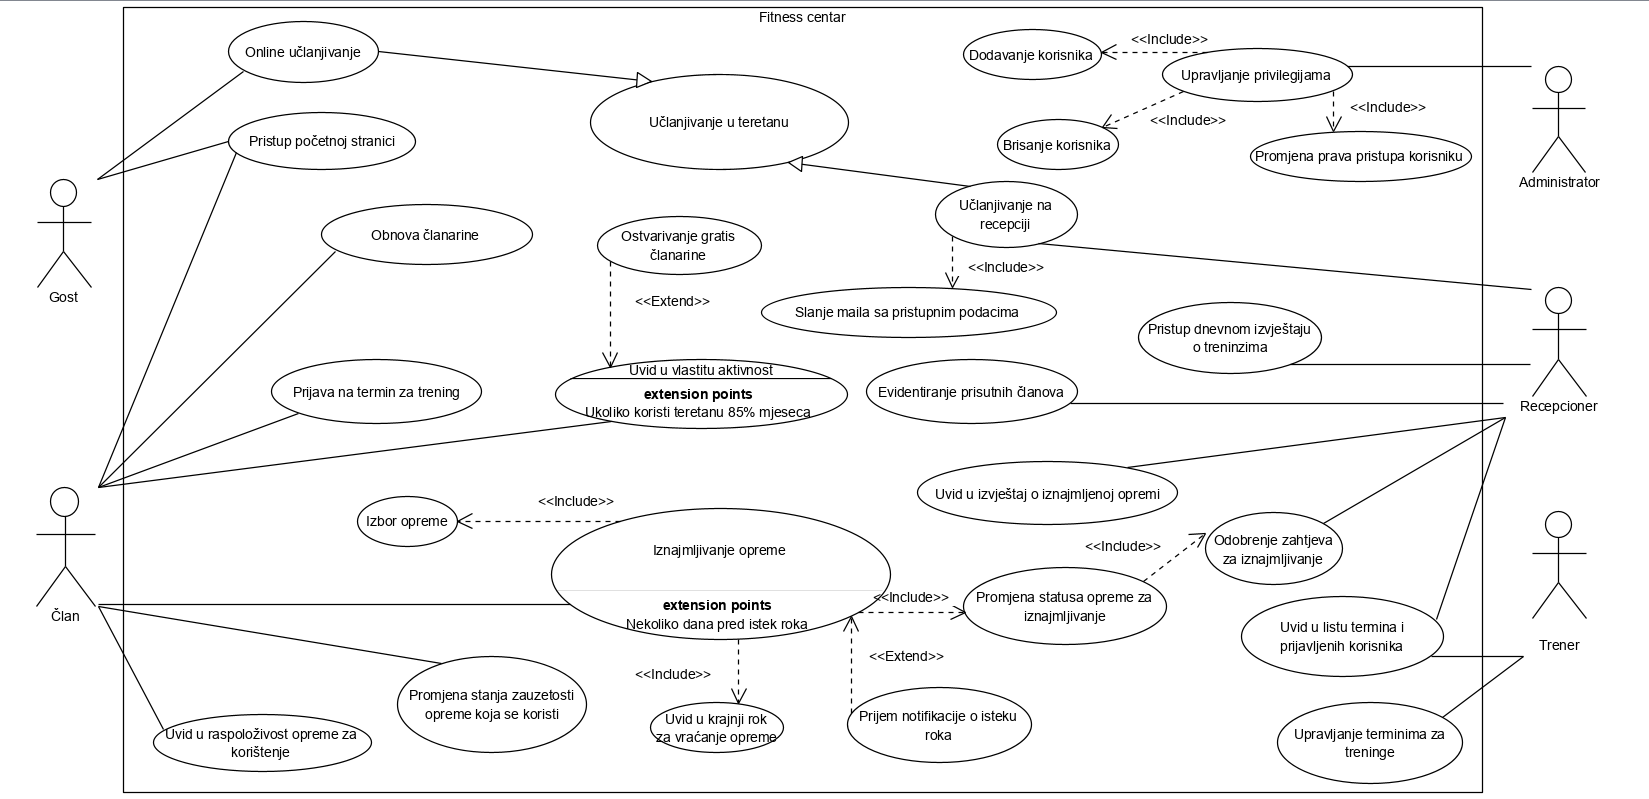 Fitness centar
Online učlanjivanje
Dodavanje korisnika
<<Include>>
Upravljanje privilegijama
<<Include>>
<<Include>>
Učlanjivanje u teretanu
Pristup početnoj stranici
Brisanje korisnika
Promjena prava pristupa korisniku
Administrator
Gost
Obnova članarine
Ostvarivanje gratis
članarine
Učlanjivanje na
recepciji
<<Include>>
<<Extend>>
Slanje maila sa pristupnim podacima
Pristup dnevnom izvještaju
o treninzima
Prijava na termin za trening
Uvid u vlastitu aktivnost
extension points
Ukoliko koristi teretanu 85% mjeseca
Evidentiranje prisutnih članova
Recepcioner
Uvid u izvještaj o iznajmljenoj opremi
Izbor opreme
<<Include>>
Iznajmljivanje opreme
extension points
Nekoliko dana pred istek roka
<<Include>>
Odobrenje zahtjeva
za iznajmljivanje
<<Include>>
Promjena statusa opreme za
iznajmljivanje
Član
Uvid u listu termina i
prijavljenih korisnika
Trener
<<Include>>
<<Extend>>
Promjena stanja zauzetosti
opreme koja se koristi
Uvid u krajnji rok
za vraćanje opreme
Prijem notifikacije o isteku
roka
Uvid u raspoloživost opreme za
korištenje
Upravljanje terminima za
treninge